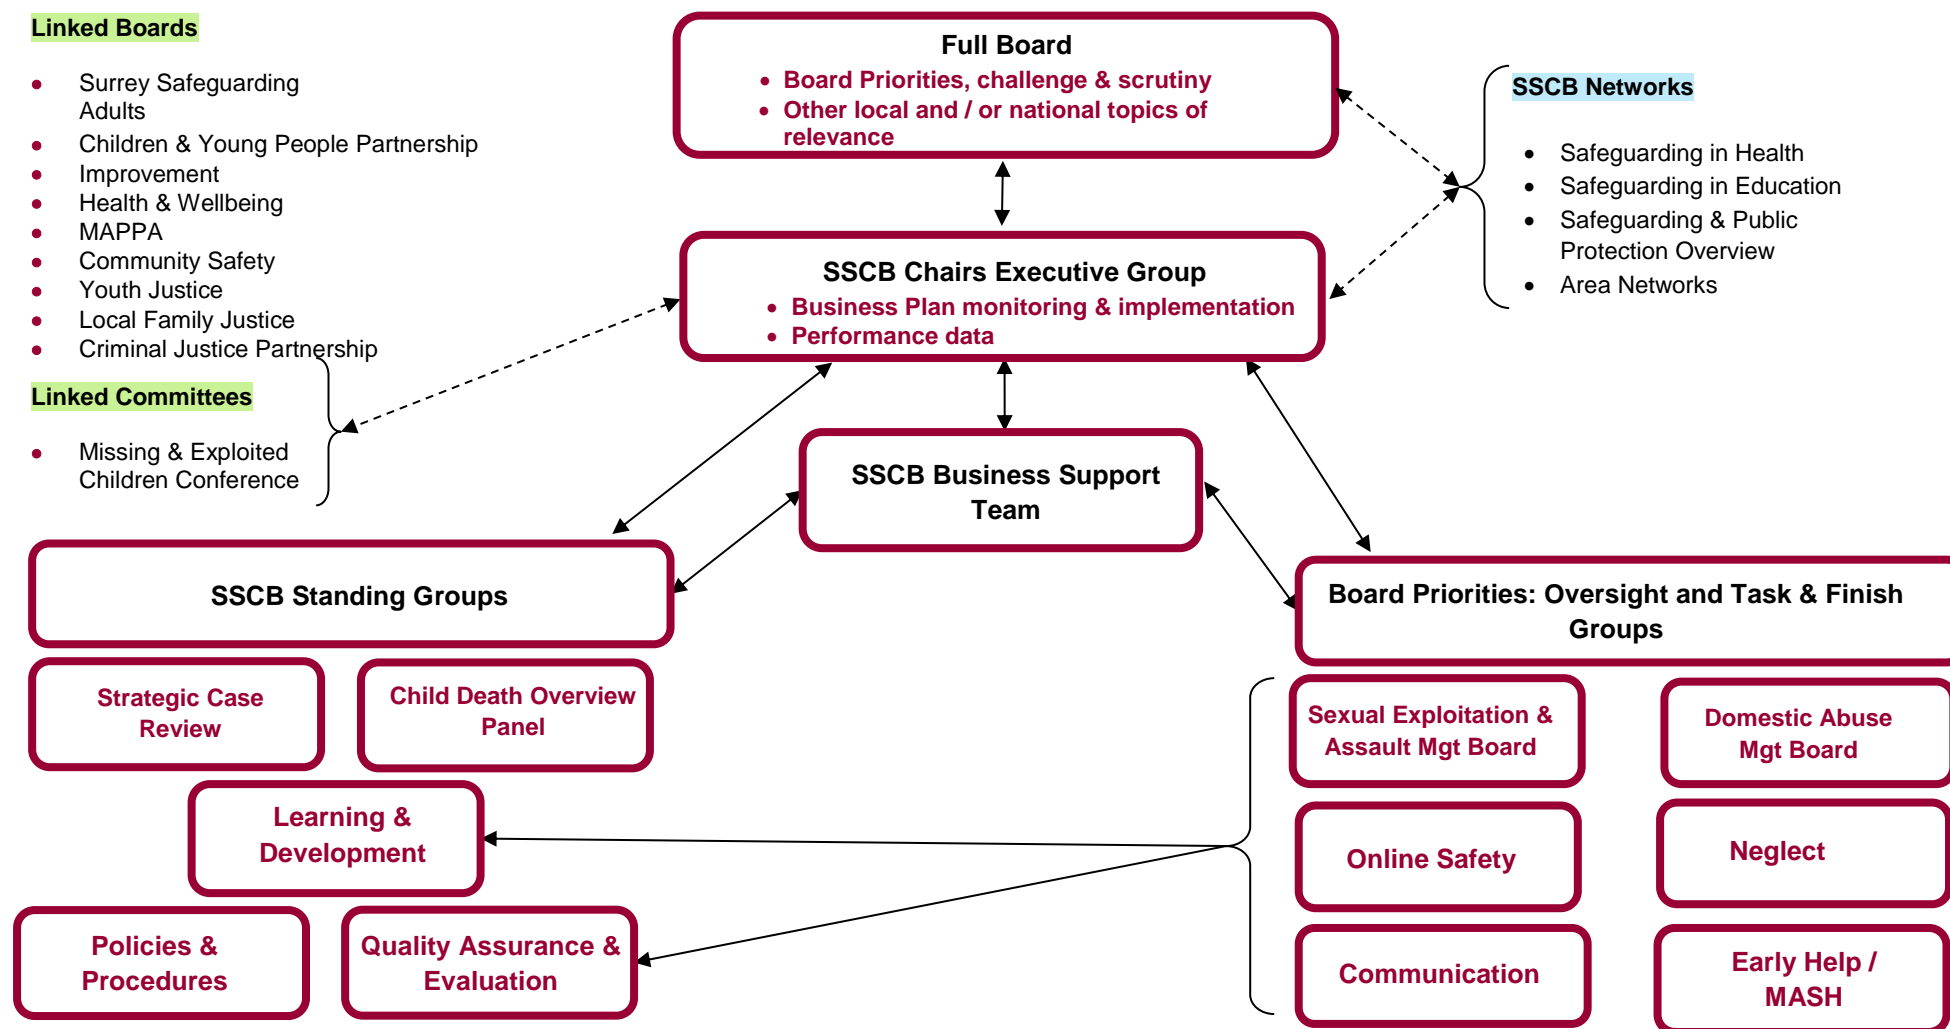 Linked Boards
• Surrey Safeguarding
Adults
• Children & Young People Partnership
• Improvement
• Health & Wellbeing
• MAPPA
• Community Safety
• Youth Justice
• Local Family Justice
• Criminal Justice Partnership
Linked Committees
• Missing & Exploited
Children Conference
Full Board
• Board Priorities, challenge & scrutiny
• Other local and / or national topics of
relevance
SSCB Networks
• Safeguarding in Health
• Safeguarding in Education
• Safeguarding & Public
Protection Overview
• Area Networks
SSCB Chairs Executive Group
• Business Plan monitoring & implementation
• Performance data
SSCB Business Support
Team
SSCB Standing Groups
Strategic Case
Review
Child Death Overview
Panel
Learning &
Development
Policies &
Procedures
Quality Assurance &
Evaluation
Board Priorities: Oversight and Task & Finish
Groups
Sexual Exploitation &
Assault Mgt Board
Domestic Abuse
Mgt Board
Online Safety
Neglect
Communication
Early Help /
MASH